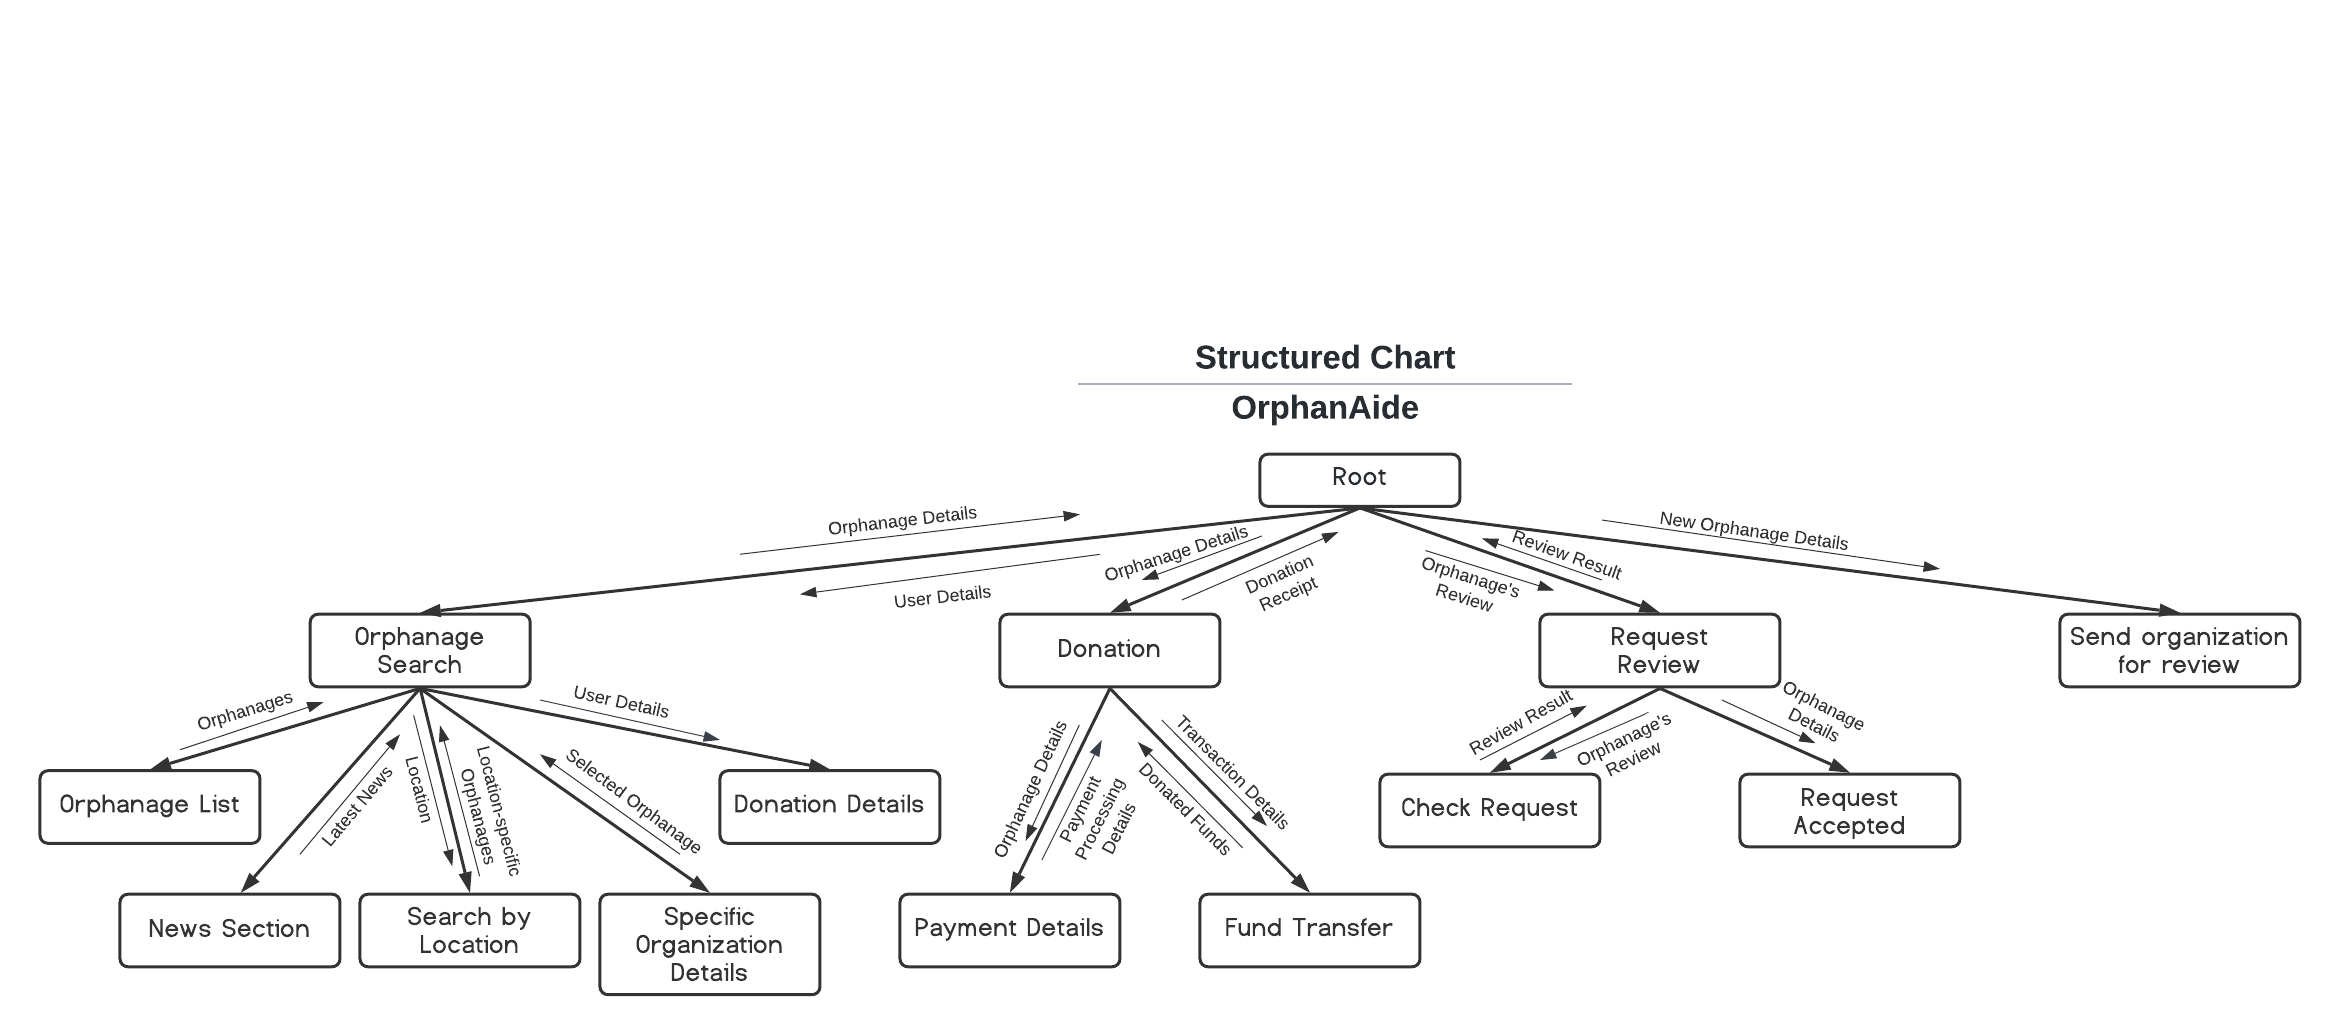 Structured Chart
OrphanAide
Root
Orphanage Details
User Details
Orphanage Details
Donation
Receipt
Review Result
Orphanage's
Review
New Orphanage Details
Orphanage
Search
Donation
Request
Review
Send organization
for review
Orphanages
Latest News
Location
Location-specific
Orphanages
Selected Orphanage
User Details
Orphanage Details
Payment
Processing
Details
Transaction Details
Donated Funds
Review Result
Orphanage's
Review
Orphanage
Details
Orphanage List
Donation Details
Check Request
Request
Accepted
News Section
Search by
Location
Specific
Organization
Details
Payment Details
Fund Transfer